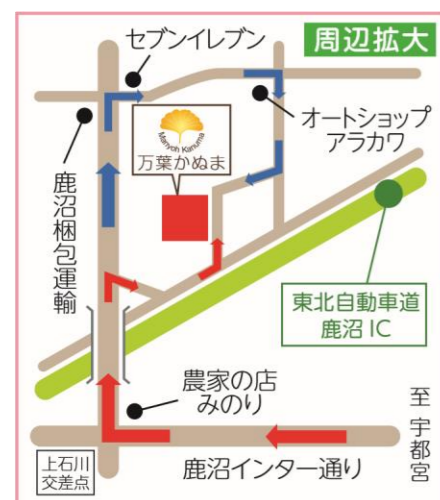 セブンイレブン
周辺拡大
Manyoh Kanuma
万葉かぬま
オートショップ
アラカワ
鹿沼梱包運輸
東北自動車道
鹿沼IC
農家の店
みのり
至 宇都宮
上石川
交差点
鹿沼インター通り